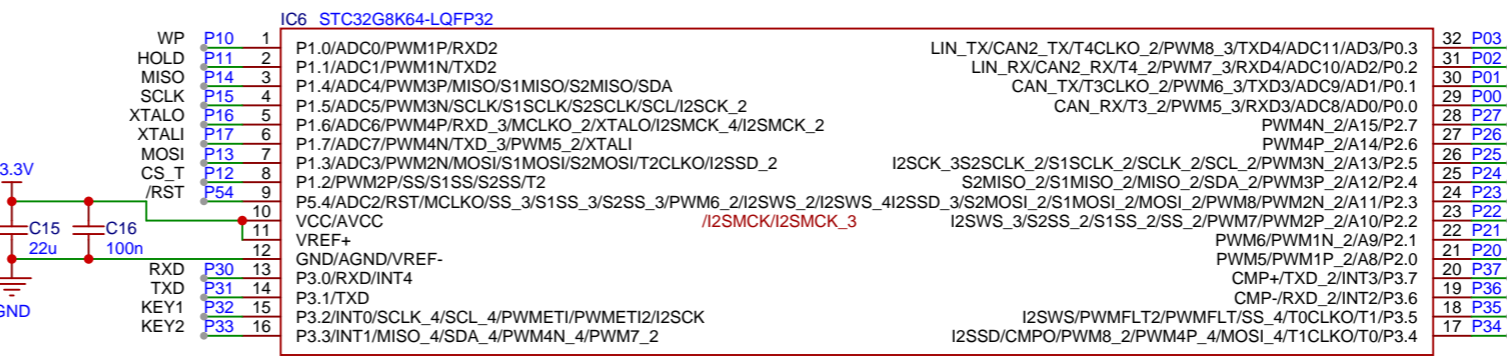 IC6 STC32G8K64-LQFP32
WP P10 1 P1.0/ADC0/PWM1P/RXD2 LIN_TX/CAN2_TX/T4CLKO_2/PWM8_3/TXD4/ADC11/AD3/P0.3 32 P03
HOLD P11 2 P1.1/ADC1/PWM1N/TXD2 LIN_RX/CAN2_RX/T4_2/PWM7_3/RXD4/ADC10/AD2/P0.2 31 P02
MISO P14 3 P1.4/ADC4/PWM3P/MISO/S1MISO/S2MISO/SDA CAN_TX/T3CLKO_2/PWM6_3/TXD3/ADC9/AD1/P0.1 30 P01
SCLK P15 4 P1.5/ADC5/PWM3N/SCLK/S1SCLK/S2SCLK/SCL/I2SCK_2 CAN_RX/T3_2/PWM5_3/RXD3/ADC8/AD0/P0.0 29 P00
XTALO P16 5 P1.6/ADC6/PWM4P/RXD_3/MCLKO_2/XTALO/I2SMCK_4/I2SMCK_2 PWM4N_2/A15/P2.7 28 P27
XTALI P17 6 P1.7/ADC7/PWM4N/TXD_3/PWM5_2/XTALI PWM4P_2/A14/P2.6 27 P26
MOSI P13 7 P1.3/ADC3/PWM2N/MOSI/S1MOSI/S2MOSI/T2CLKO/I2SSD_2 I2SCK_3S2SCLK_2/S1SCLK_2/SCLK_2/SCL_2/PWM3N_2/A13/P2.5 26 P25
CS_T P12 8 P1.2/PWM2P/SS/S1SS/S2SS/T2 S2MISO_2/S1MISO_2/MISO_2/SDA_2/PWM3P_2/A12/P2.4 25 P24
/RST P54 9 P5.4/ADC2/RST/MCLKO/SS_3/S1SS_3/S2SS_3/PWM6_2/I2SWS_2/I2SWS_4I2SSD_3/S2MOSI_2/S1MOSI_2/MOSI_2/PWM8/PWM2N_2/A11/P2.3 24 P23
3.3V 10 VCC/AVCC /I2SMCK/I2SMCK_3 I2SWS_3/S2SS_2/S1SS_2/SS_2/PWM7/PWM2P_2/A10/P2.2 23 P22
C15 C16 11 VREF+ PWM6/PWM1N_2/A9/P2.1 22 P21
22u 100n 12 GND/AGND/VREF- PWM5/PWM1P_2/A8/P2.0 21 P20
RXD P30 13 P3.0/RXD/INT4 CMP+/TXD_2/INT3/P3.7 20 P37
TXD P31 14 P3.1/TXD CMP-/RXD_2/INT2/P3.6 19 P36
GND KEY1 P32 15 P3.2/INT0/SCLK_4/SCL_4/PWMETI/PWMETI2/I2SCK I2SWS/PWMFLT2/PWMFLT/SS_4/T0CLKO/T1/P3.5 18 P35
KEY2 P33 16 P3.3/INT1/MISO_4/SDA_4/PWM4N_4/PWM7_2 I2SSD/CMPO/PWM8_2/PWM4P_4/MOSI_4/T1CLKO/T0/P3.4 17 P34